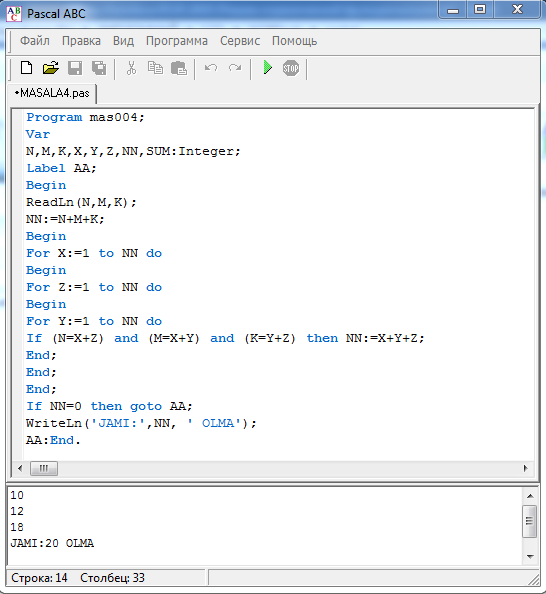 Pascal ABC
Файл Правка Вид Программа Сервис Помощь
STOP
•MASALA4.pas
Program mas004;
Var
N,M,K,X,Y,Z,NN,SUM:Integer;
Label AA;
Begin
ReadLn(N,M,K);
NN:=N+M+K;
Begin
For X:=1 to NN do
Begin
For Z:=1 to NN do
Begin
For Y:=1 to NN do
If (N=X+Z) and (M=X+Y) and (K=Y+Z) then NN:=X+Y+Z;
End;
End;
End;
If NN=0 then goto AA;
WriteLn('JAMI:',NN, ' OLMA');
AA:End.
10
12
18
JAMI:20 OLMA
Строка: 14 Столбец: 33